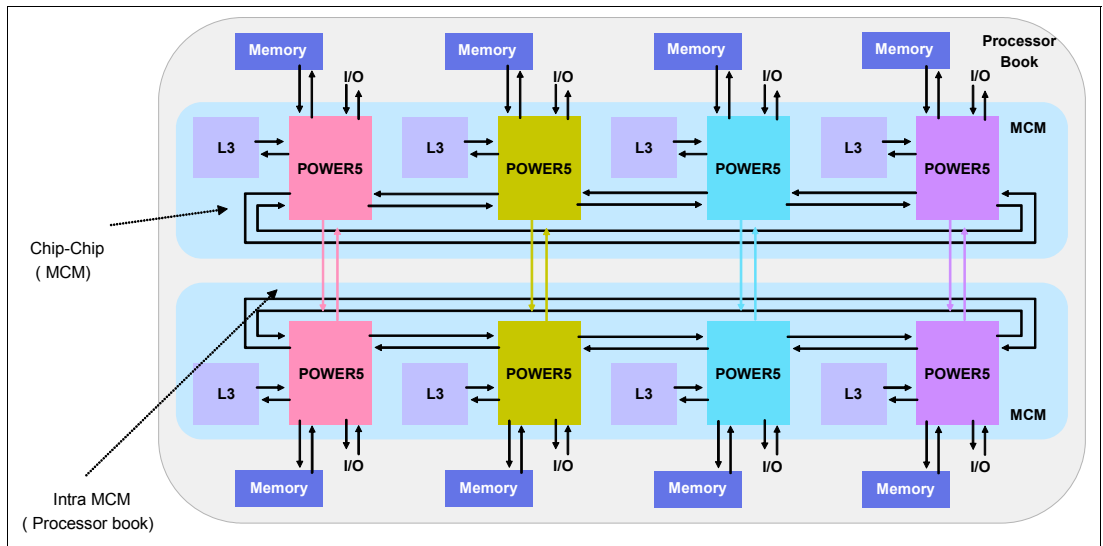 Memory
Memory
Memory
Memory
Processor
Book
I/O
I/O
I/O
I/O
MCM
L3
POWER5
L3
POWER5
L3
POWER5
L3
POWER5
Chip-Chip
( MCM)
POWER5
POWER5
POWER5
POWER5
L3
L3
L3
L3
MCM
I/O
I/O
I/O
I/O
Memory
Memory
Memory
Memory
Intra MCM
( Processor book)